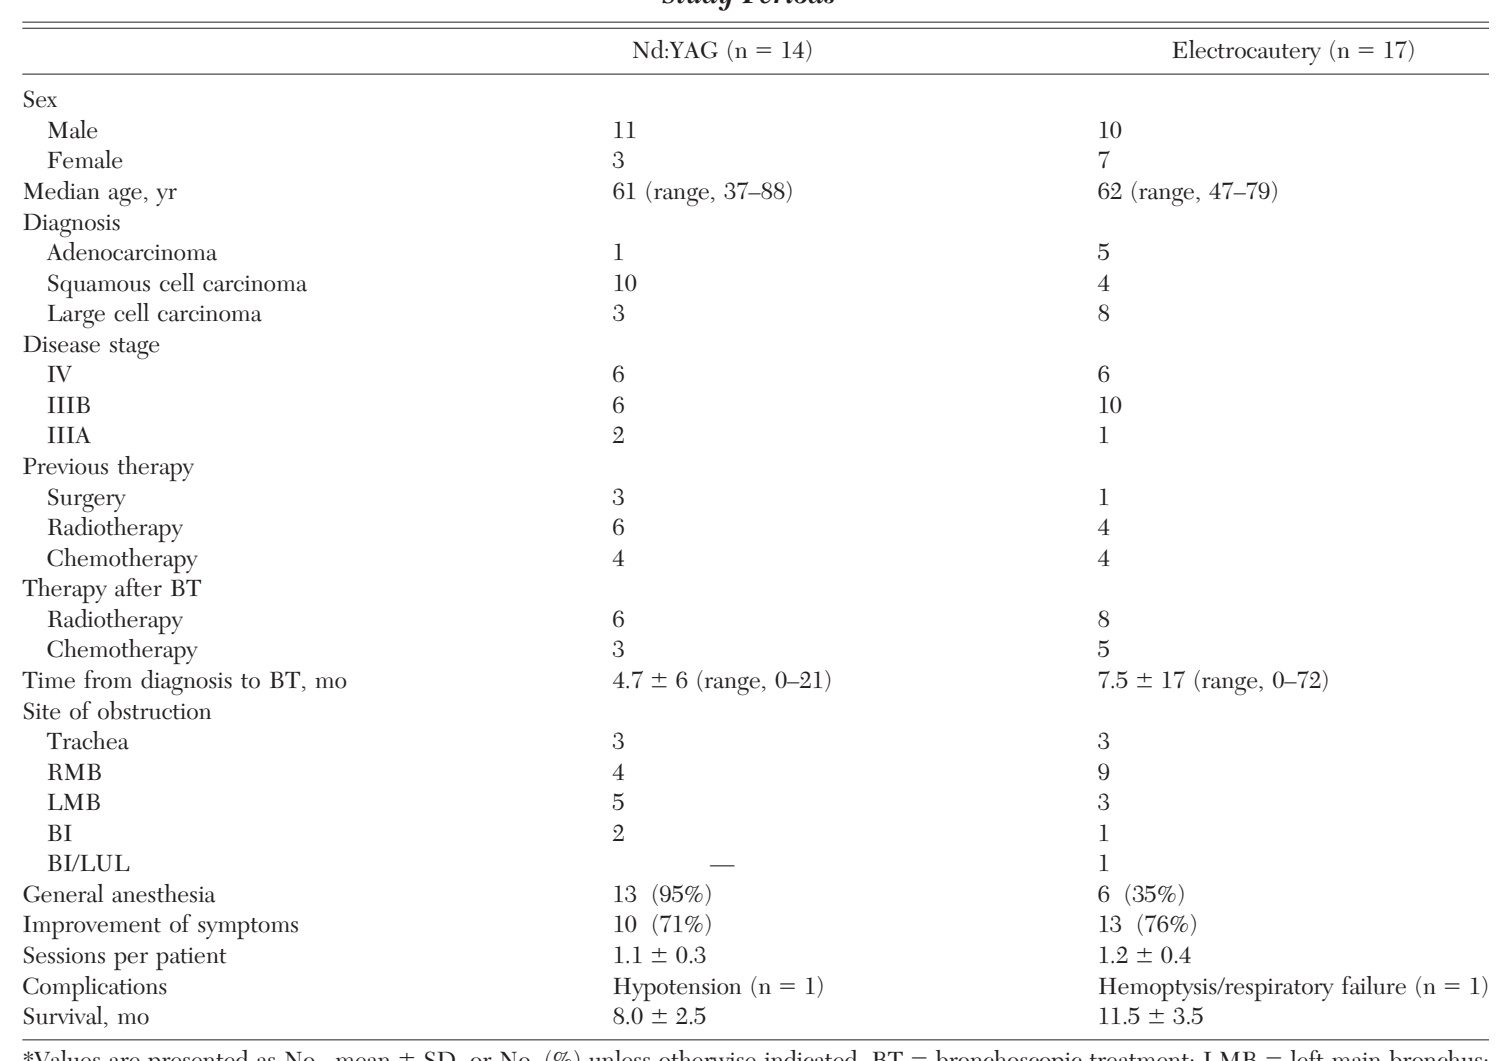 Study Periods
Nd:YAG (n = 14) Electrocautery (n = 17)
Sex
Male 11 10
Female 3 7
Median age, yr 61 (range, 37–88) 62 (range, 47–79)
Diagnosis
Adenocarcinoma 1 5
Squamous cell carcinoma 10 4
Large cell carcinoma 3 8
Disease stage
IV 6 6
IIIB 6 10
IIIA 2 1
Previous therapy
Surgery 3 1
Radiotherapy 6 4
Chemotherapy 4 4
Therapy after BT
Radiotherapy 6 8
Chemotherapy 3 5
Time from diagnosis to BT, mo 4.7 ± 6 (range, 0–21) 7.5 ± 17 (range, 0–72)
Site of obstruction
Trachea 3 3
RMB 4 9
LMB 5 3
BI 2 1
BI/LUL — 1
General anesthesia 13 (95%) 6 (35%)
Improvement of symptoms 10 (71%) 13 (76%)
Sessions per patient 1.1 ± 0.3 1.2 ± 0.4
Complications Hypotension (n = 1) Hemoptysis/respiratory failure (n = 1)
Survival, mo 8.0 ± 2.5 11.5 ± 3.5
*Values are presented as No., mean ± SD, or No. (%) unless otherwise indicated. BT = bronchoscopic treatment; LMB = left main bronchus;